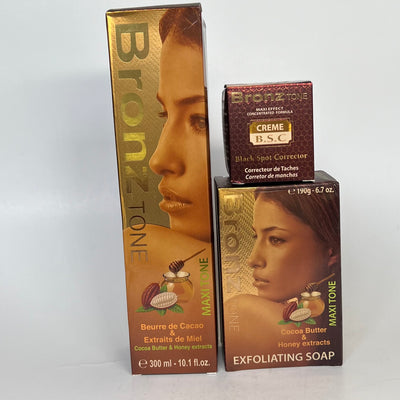 Bronz
TONE
MAXI TONE
Beurre de Cacao
&
Extraits de Miel
Cocoa Butter & Honey extracts
℮ 300 ml - 10.1 fl.oz.
Bronz TONE
MAXI EFFECT
CONCENTRATED FORMULA
CREME
B.S.C
Black Spot Corrector
Correcteur de Taches
Corretor de manchas
℮ 190g - 6.7 oz.
Bronz
TONE
MAXI TONE
Cocoa Butter
&
Honey extracts
EXFOLIATING SOAP